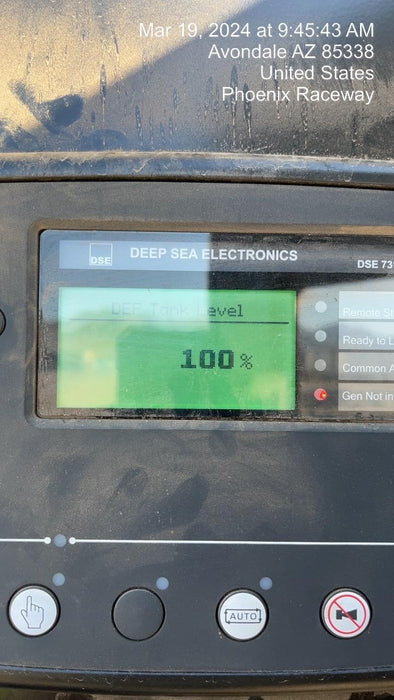 Mar 19, 2024 at 9:45:43 AM
Avondale AZ 85338
United States
Phoenix Raceway
DSE
DEEP SEA ELECTRONICS
DEF Tank Level
100 %
Remote
Ready to
Common
Gen Not in
AUTO